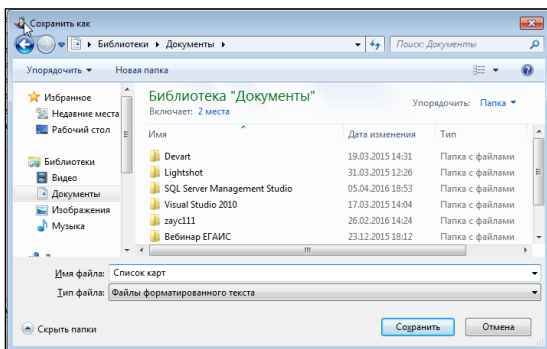 Сохранить как
Библиотеки Документы
Поиск: Документы
Упорядочить Новая папка
Избранное
Недавние места
Рабочий стол
Библиотеки
Видео
Документы
Изображения
Музыка
Библиотека "Документы"
Включает: 2 места
Упорядочить: Папка
Имя Дата изменения Тип
Devart 19.03.2015 14:31 Папка с файлами
Lightshot 31.03.2015 12:26 Папка с файлами
SQL Server Management Studio 05.04.2016 18:53 Папка с файлами
Visual Studio 2010 17.03.2015 14:04 Папка с файлами
zayc111 26.02.2016 14:24 Папка с файлами
Вебинар ЕГАИС 23.12.2015 18:12 Папка с файлами
Имя файла: Список карт
Тип файла: Файлы форматированного текста
Скрыть папки
Сохранить Отмена